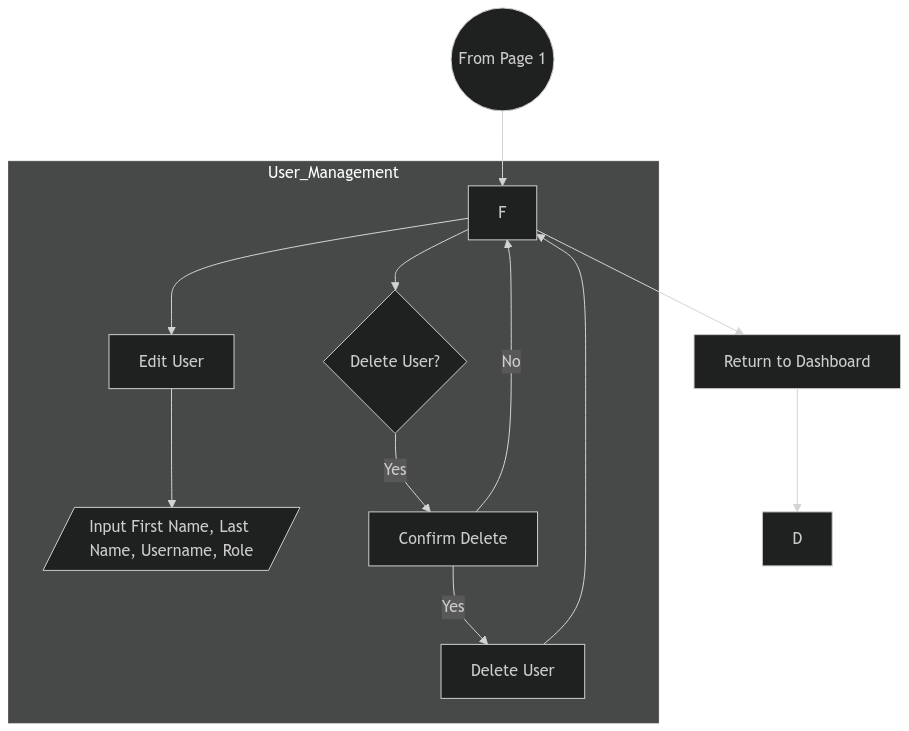 From Page 1
User_Management
F
Edit User
Delete User?
No
Return to Dashboard
Yes
Input First Name, Last
Name, Username, Role
Confirm Delete
D
Yes
Delete User